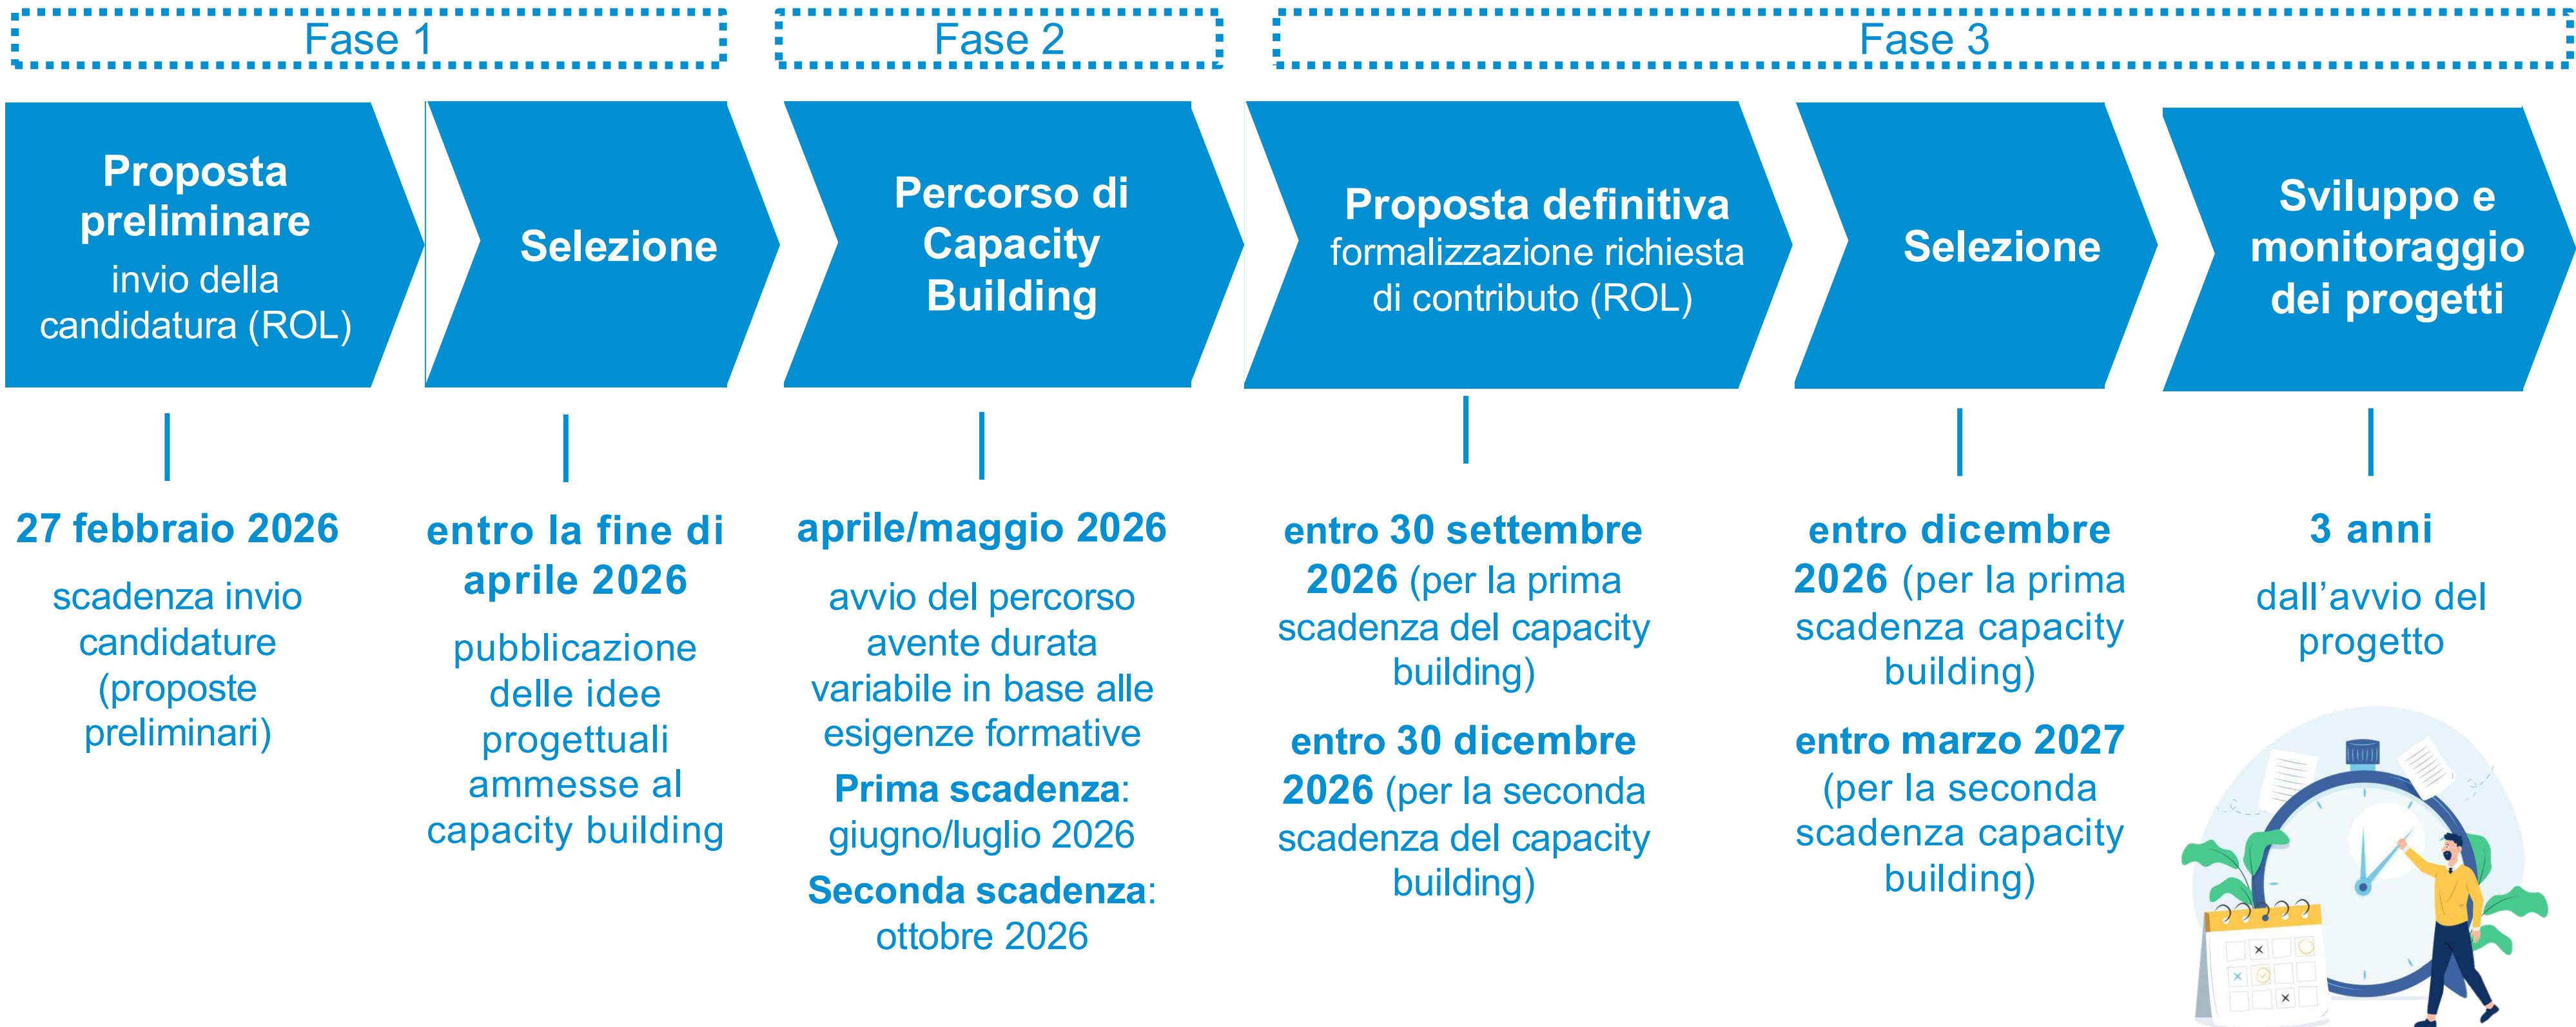 Fase 1
Fase 2
Fase 3
Proposta
preliminare
invio della
candidatura (ROL)
Selezione
Percorso di
Capacity
Building
Proposta definitiva
formalizzazione richiesta
di contributo (ROL)
Selezione
Sviluppo e
monitoraggio
dei progetti
27 febbraio 2026
scadenza invio
candidature
(proposte
preliminari)
entro la fine di
aprile 2026
pubblicazione
delle idee
progettuali
ammesse al
capacity building
aprile/maggio 2026
avvio del percorso
avente durata
variabile in base alle
esigenze formative
Prima scadenza:
giugno/luglio 2026
Seconda scadenza:
ottobre 2026
entro 30 settembre
2026 (per la prima
scadenza del capacity
building)
entro 30 dicembre
2026 (per la seconda
scadenza del capacity
building)
entro dicembre
2026 (per la prima
scadenza capacity
building)
entro marzo 2027
(per la seconda
scadenza capacity
building)
3 anni
dall'avvio del
progetto